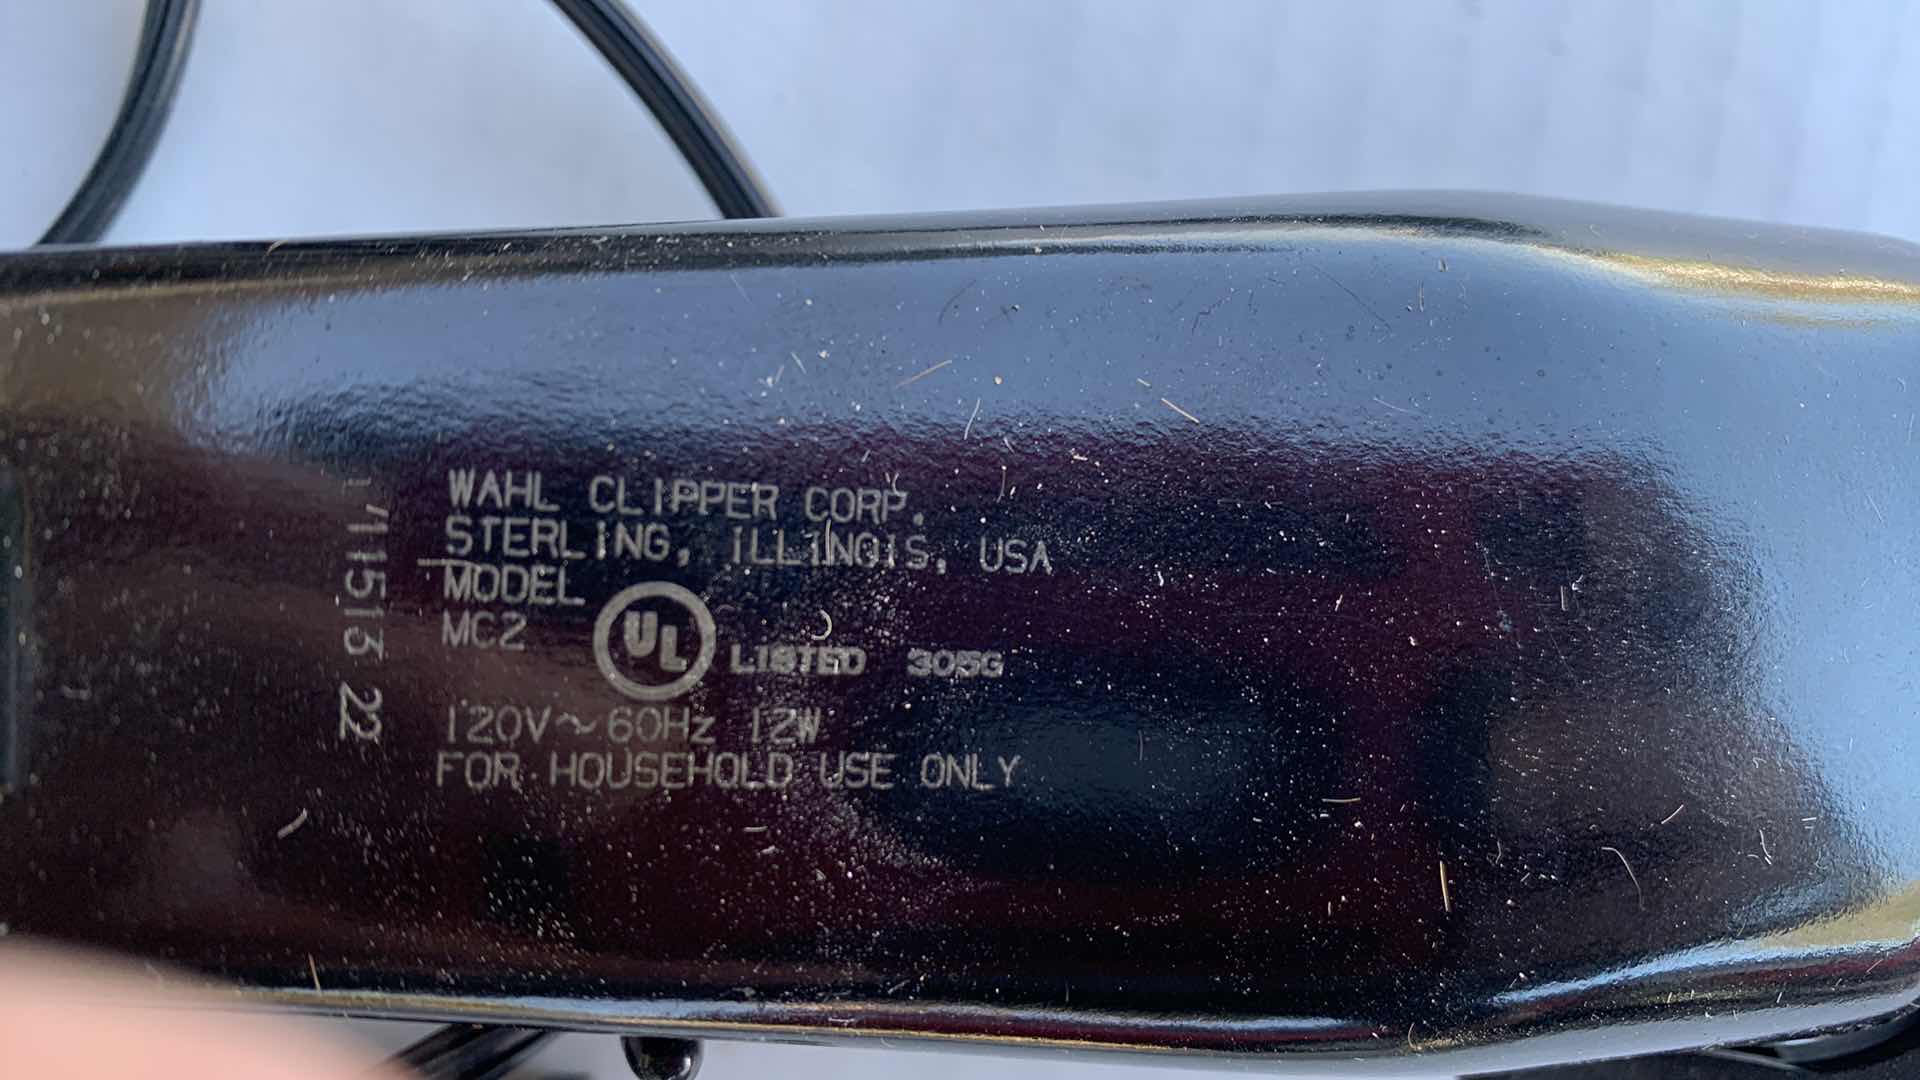 WAHL CLIPPER CORP.
STERLING, ILLINOIS, USA
MODEL
MC2
UL LISTED 305G
120V~60Hz 12W
FOR HOUSEHOLD USE ONLY
22